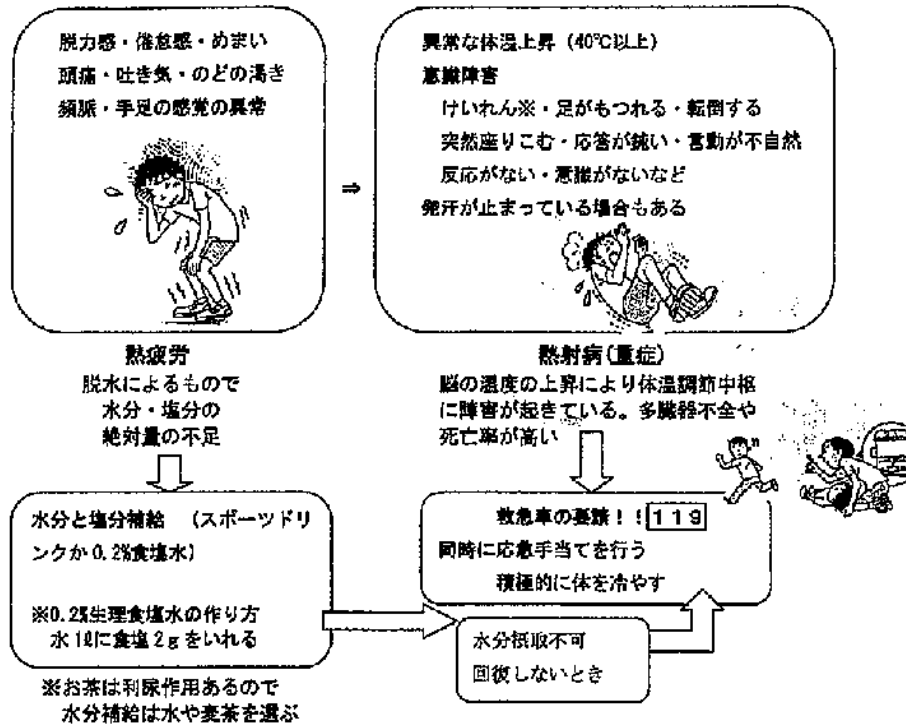 脱力感・倦怠感・めまい
頭痛・吐き気・のどの渇き
頻脈・手足の感覚の異常
⇒
異常な体温上昇(40℃以上)
意識障害
けいれん※・足がもつれる・転倒する
突然座りこむ・応答が鈍い・言動が不自然
反応がない・意識がないなど
発汗が止まっている場合もある
熱疲労
脱水によるもので
水分・塩分の
絶対量の不足
熱射病(重症)
脳の温度の上昇により体温調節中枢
に障害が起きている。多臓器不全や
死亡率が高い
水分と塩分補給 (スポーツドリ
ンクか0.2%食塩水)
※0.2%生理食塩水の作り方
水1ℓに食塩2gをいれる
※お茶は利尿作用あるので
水分補給は水や麦茶を選ぶ
救急車の要請!!119
同時に応急手当てを行う
積極的に体を冷やす
水分摂取不可
回復しないとき